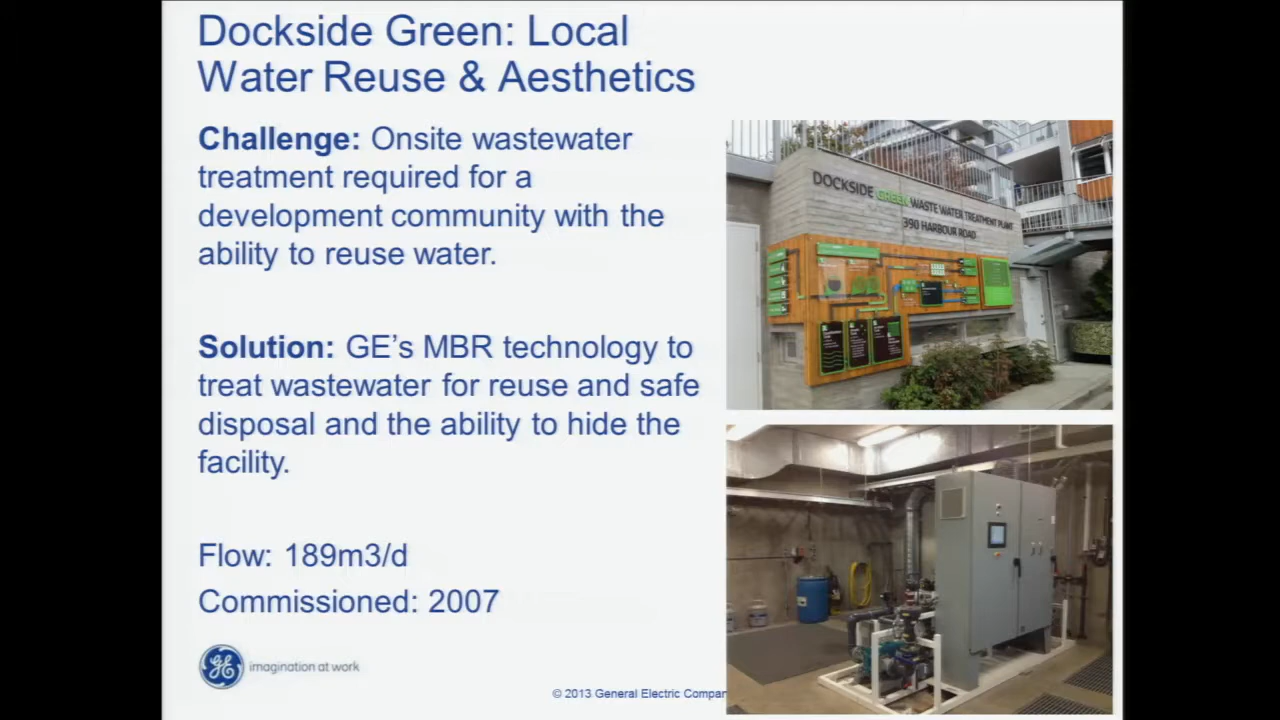 Dockside Green: Local
Water Reuse & Aesthetics
Challenge: Onsite wastewater
treatment required for a
development community with the
ability to reuse water.
Solution: GE's MBR technology to
treat wastewater for reuse and safe
disposal and the ability to hide the
facility.
Flow: 189m3/d
Commissioned: 2007
imagination at work
© 2013 General Electric Compan
DOCKSIDE GREEN WASTE WATER TREATMENT PLANT
390 HARBOUR ROAD